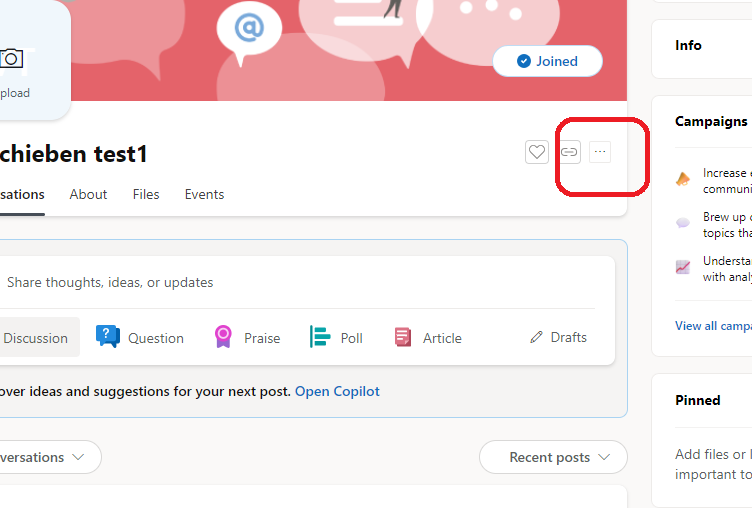 @
Joined
pload
Info
chieben test1
Campaigns
Increase e
communi
sations About Files Events
Brew up c
topics tha
Understa
with analy
Share thoughts, ideas, or updates
Discussion Question Praise Poll Article Drafts
View all campa
over ideas and suggestions for your next post. Open Copilot
Pinned
versations Recent posts
Add files or l
important to